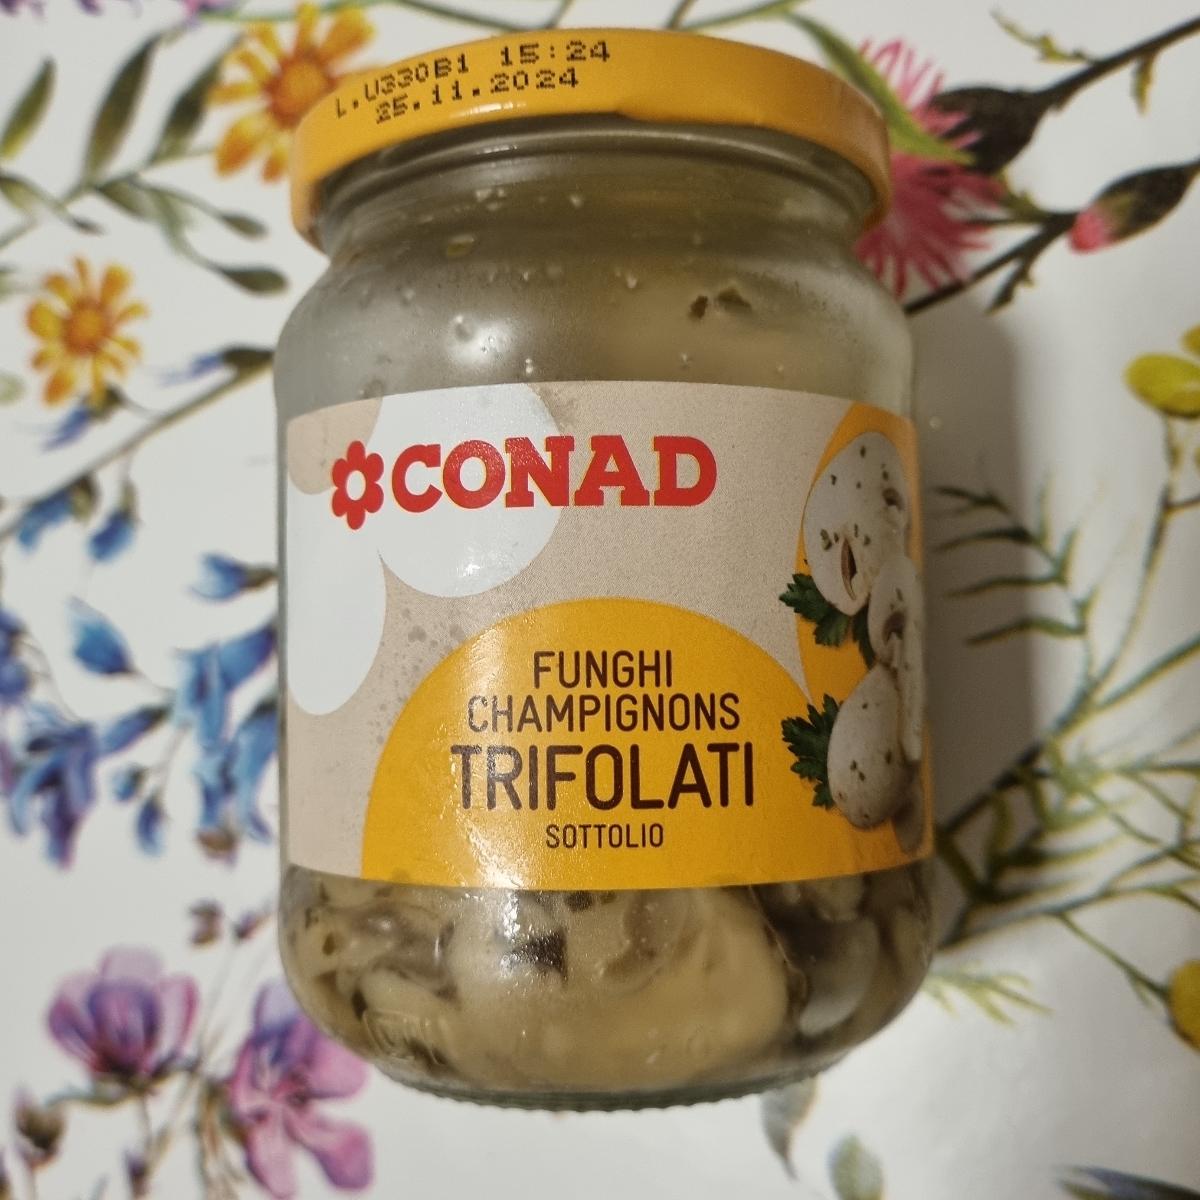 L.U330B1 15:24
25.11.2024
CONAD
FUNGHI
CHAMPIGNONS
TRIFOLATI
SOTTOLIO